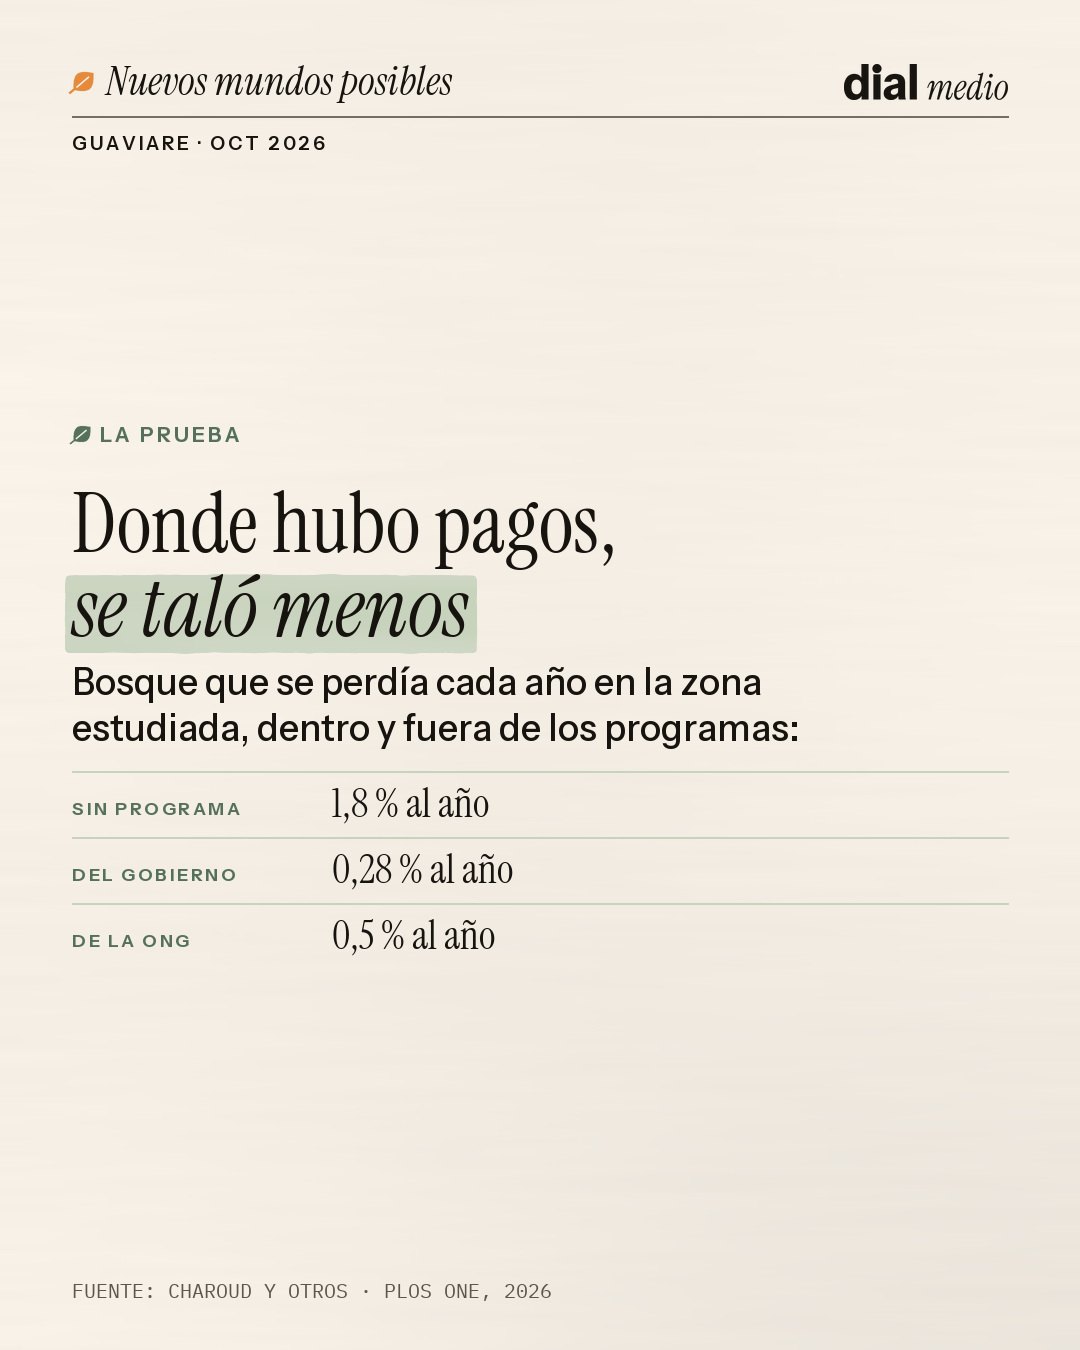 Nuevos mundos posibles
dial medio
GUAVIARE · OCT 2026
LA PRUEBA
Donde hubo pagos,
se taló menos
Bosque que se perdía cada año en la zona
estudiada, dentro y fuera de los programas:
SIN PROGRAMA 1,8 % al año
DEL GOBIERNO 0,28 % al año
DE LA ONG 0,5 % al año
FUENTE: CHAROUD Y OTROS · PLOS ONE, 2026